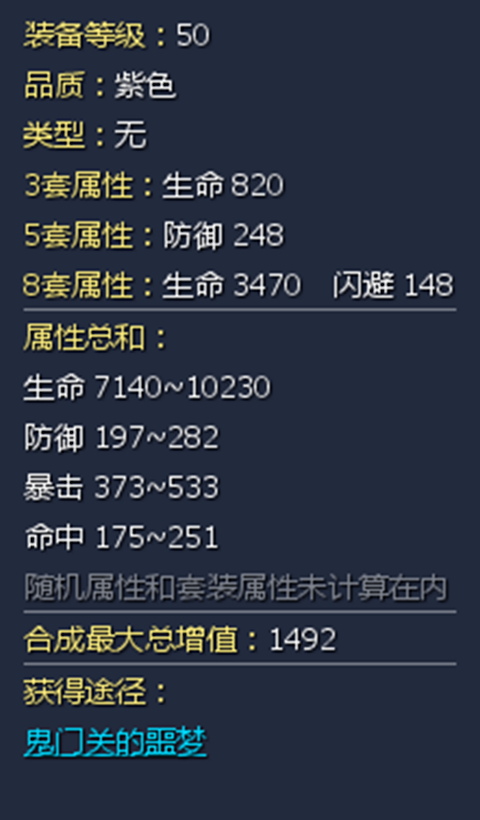 装备等级：50
品质：紫色
类型：无
3套属性：生命 820
5套属性：防御 248
8套属性：生命 3470 闪避 148
属性总和：
生命 7140~10230
防御 197~282
暴击 373~533
命中 175~251
随机属性和套装属性未计算在内
合成最大总增值：1492
获得途径：
鬼门关的噩梦